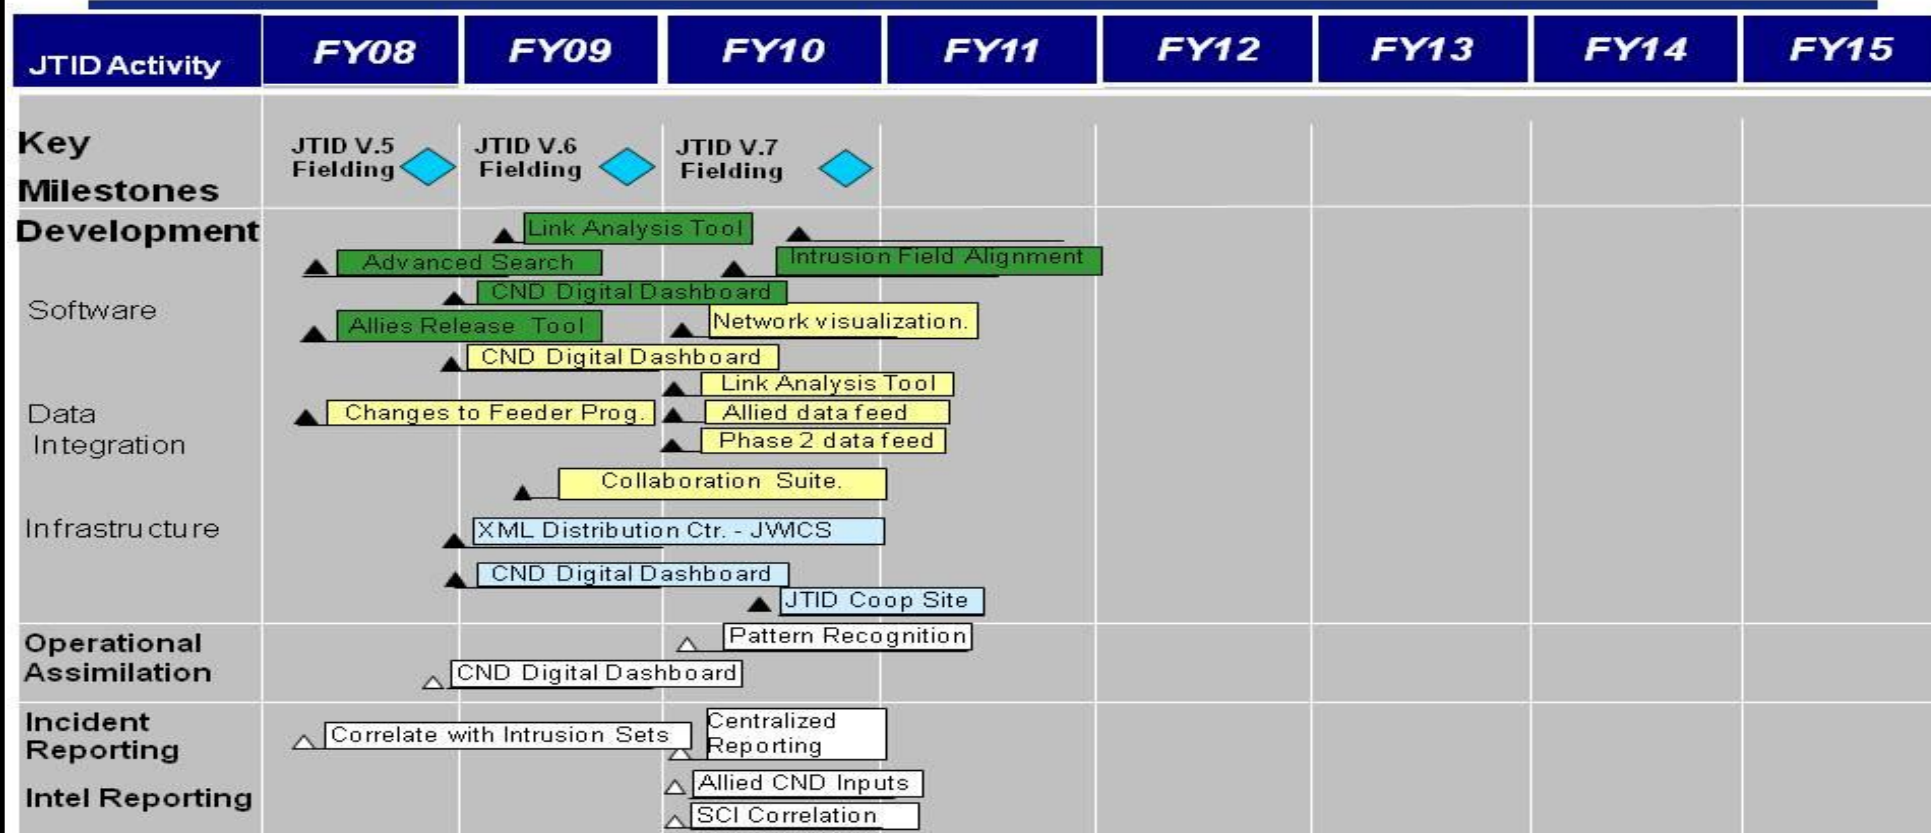 JTID Activity
FY08
FY09
FY10
FY11
FY12
FY13
FY14
FY15
Key
Milestones
JTID V.5
Fielding
JTID V.6
Fielding
JTID V.7
Fielding
Development
Link Analysis Tool
Intrusion Field Alignment
Advanced Search
CND Digital Dashboard
Software
Allies Release Tool
Network visualization.
CND Digital Dashboard
Link Analysis Tool
Data
Integration
Changes to Feeder Prog.
Allied data feed
Phase 2 data feed
Collaboration Suite.
Infrastructure
XML Distribution Ctr. - JWICS
CND Digital Dashboard
JTID Coop Site
Operational
Assimilation
Pattern Recognition
CND Digital Dashboard
Incident
Reporting
Correlate with Intrusion Sets
Centralized
Reporting
Intel Reporting
Allied CND Inputs
SCI Correlation